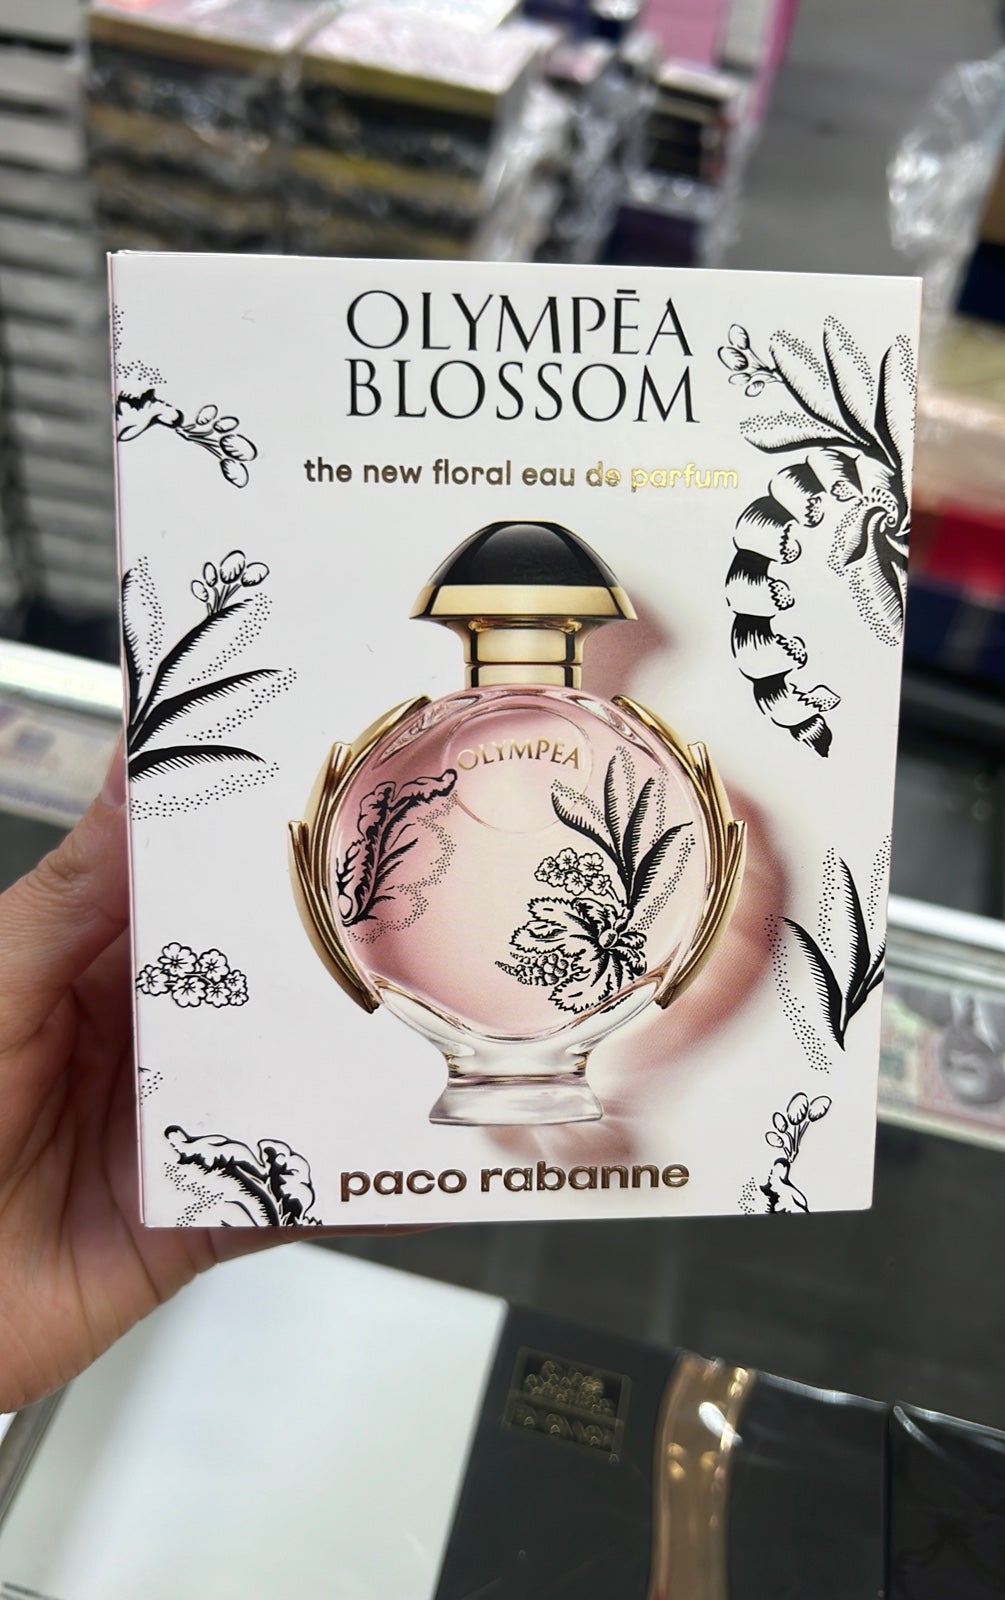 OLYMPĒA
BLOSSOM
the new floral eau de parfum
OLYMPĒA
paco rabanne